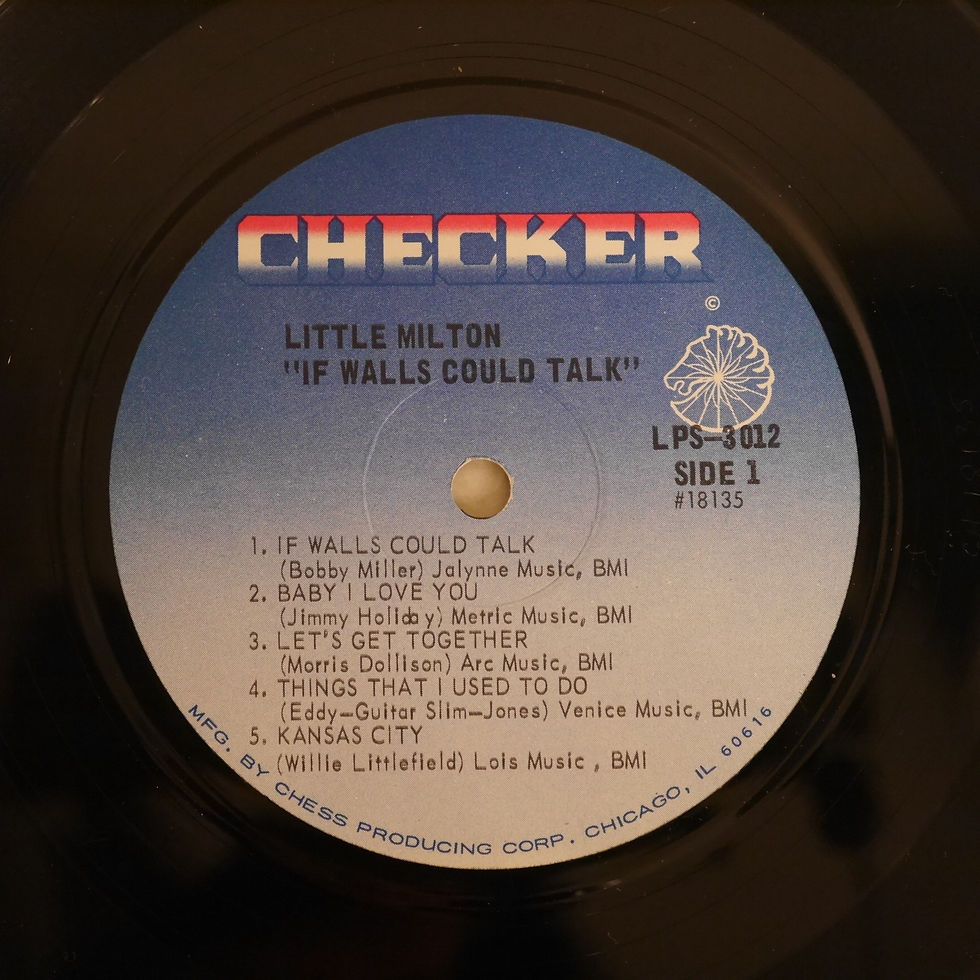 CHECKER
©
LITTLE MILTON
"IF WALLS COULD TALK"
LPS-3012
SIDE 1
#18135
1. IF WALLS COULD TALK
(Bobby Miller) Jalynne Music, BMI
2. BABY I LOVE YOU
(Jimmy Holiday) Metric Music, BMI
3. LET'S GET TOGETHER
(Morris Dollison) Arc Music, BMI
4. THINGS THAT I USED TO DO
(Eddy-Guitar Slim-Jones) Venice Music, BMI
5. KANSAS CITY
(Willie Littlefield) Lois Music , BMI
MFG. BY CHESS PRODUCING CORP. CHICAGO, IL 60616